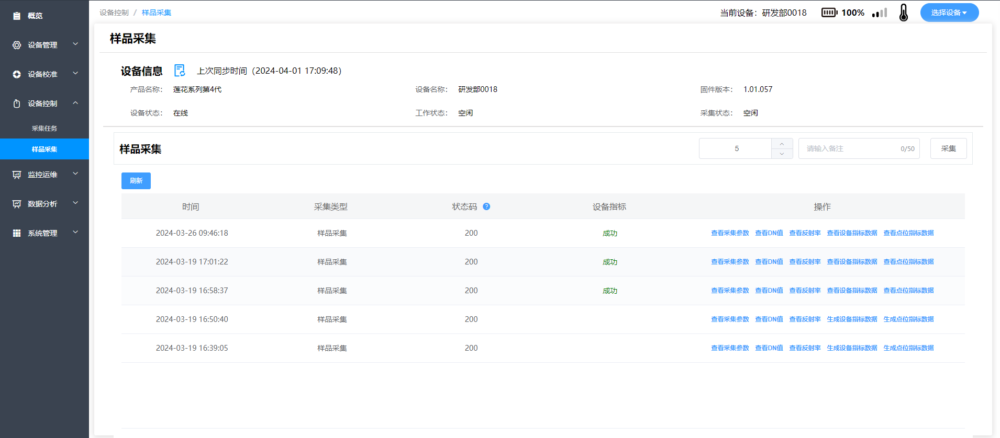 概览
设备管理
设备校准
设备控制
采集任务
样品采集
监控运维
数据分析
系统管理
设备控制 / 样品采集
当前设备：研发部0018 100% 选择设备
样品采集
设备信息 上次同步时间（2024-04-01 17:09:48）
产品名称： 莲花系列第4代 设备名称： 研发部0018 固件版本： 1.01.057
设备状态： 在线 工作状态： 空闲 采集状态： 空闲
样品采集 5 请输入备注 0/50 采集
刷新
时间 采集类型 状态码 ? 设备指标 操作
2024-03-26 09:46:18 样品采集 200 成功 查看采集参数 查看DN值 查看反射率 查看设备指标数据 查看点位指标数据
2024-03-19 17:01:22 样品采集 200 成功 查看采集参数 查看DN值 查看反射率 查看设备指标数据 查看点位指标数据
2024-03-19 16:58:37 样品采集 200 成功 查看采集参数 查看DN值 查看反射率 查看设备指标数据 查看点位指标数据
2024-03-19 16:50:40 样品采集 200 查看采集参数 查看DN值 查看反射率 生成设备指标数据 生成点位指标数据
2024-03-19 16:39:05 样品采集 200 查看采集参数 查看DN值 查看反射率 生成设备指标数据 生成点位指标数据